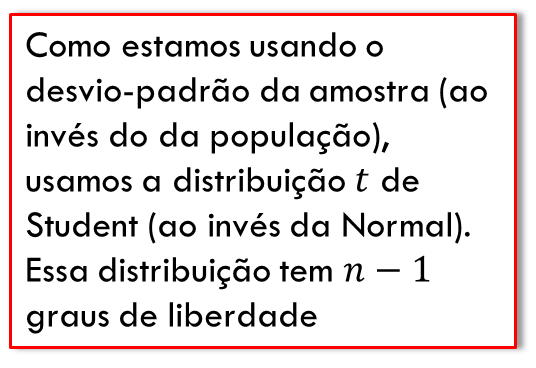 Como estamos usando o
desvio-padrão da amostra (ao
invés do da população),
usamos a distribuição 𝑡 de
Student (ao invés da Normal).
Essa distribuição tem 𝑛 − 1
graus de liberdade